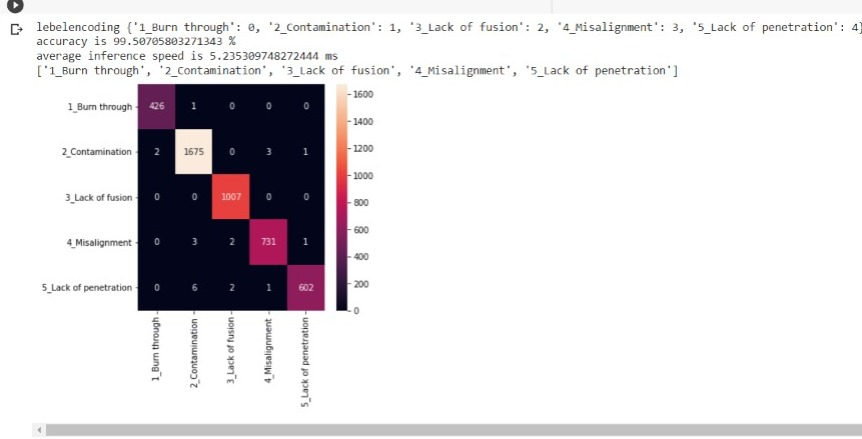 lebelencoding {'1_Burn through': 0, '2_Contamination': 1, '3_Lack of fusion': 2, '4_Misalignment': 3, '5_Lack of penetration': 4}
accuracy is 99.50705803271343 %
average inference speed is 5.235309748272444 ms
['1_Burn through', '2_Contamination', '3_Lack of fusion', '4_Misalignment', '5_Lack of penetration']
1_Burn through 426 1 0 0 0
2_Contamination 2 1675 0 3 1
3_Lack of fusion 0 0 1007 0 0
4_Misalignment 0 3 2 731 1
5_Lack of penetration 0 6 2 1 602
1600
1400
1200
1000
800
600
400
200
0
1_Burn through
2_Contamination
3_Lack of fusion
4_Misalignment
5_Lack of penetration